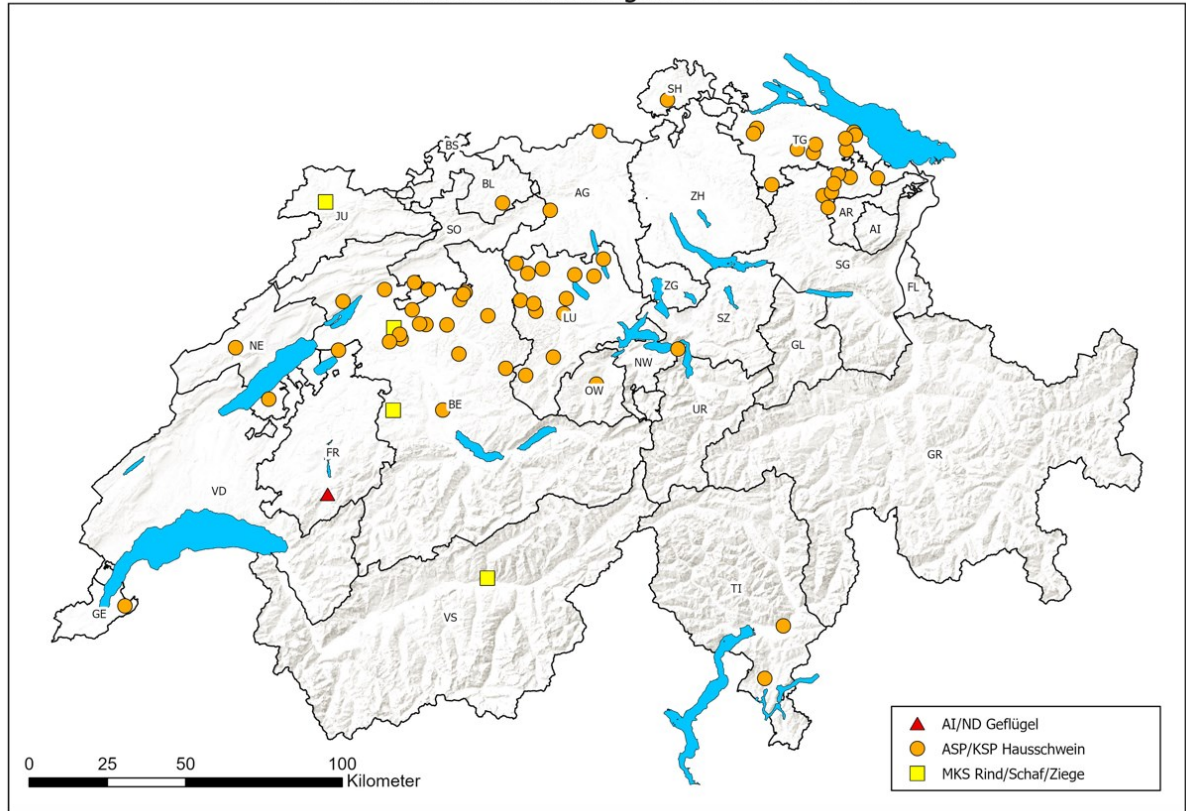 SH
BS
TG
BL
AG
ZH
JU
SO
AR
AI
SG
ZG
FL
LU
SZ
NE
GL
NW
OW
BE
UR
FR
GR
VD
TI
GE
VS
AI/ND Geflügel
ASP/KSP Hausschwein
MKS Rind/Schaf/Ziege
0 25 50 100
Kilometer